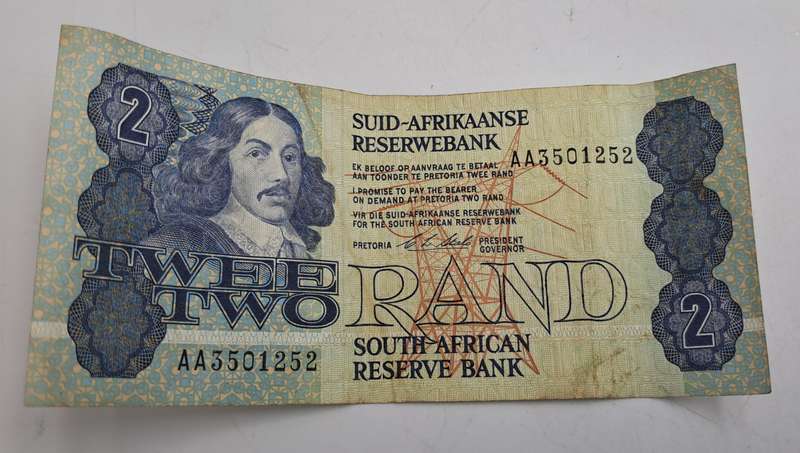 2
SUID-AFRIKAANSE
RESERWEBANK
EK BELOOF OP AANVRAAG TE BETAAL
AAN TOONDER TE PRETORIA TWEE RAND
AA3501252
I PROMISE TO PAY THE BEARER
ON DEMAND AT PRETORIA TWO RAND
VIR DIE SUID-AFRIKAANSE RESERWEBANK
FOR THE SOUTH AFRICAN RESERVE BANK
PRETORIA
PRESIDENT
GOVERNOR
TWEE
TWO
RAND
2
AA3501252
SOUTH AFRICAN
RESERVE BANK